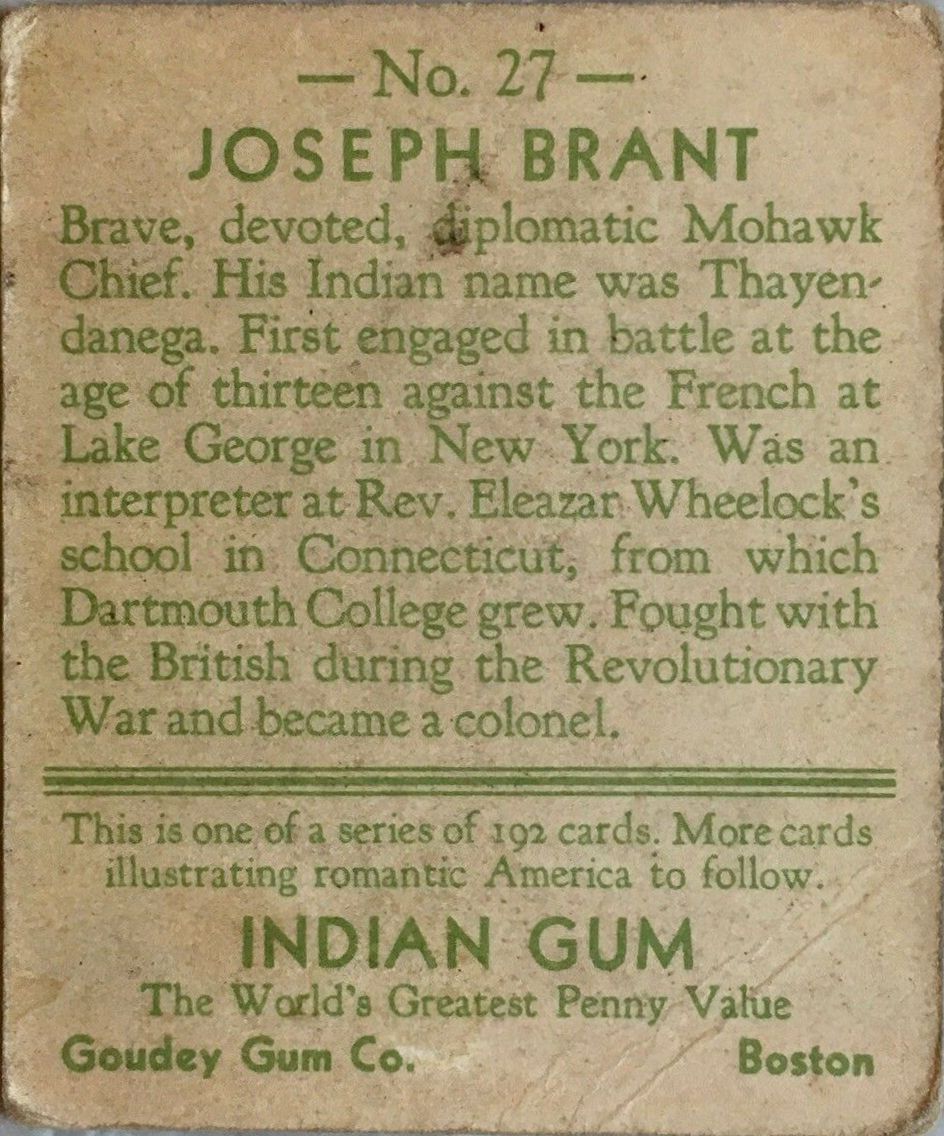 — No. 27 —
JOSEPH BRANT
Brave, devoted, diplomatic Mohawk
Chief. His Indian name was Thayen-
danega. First engaged in battle at the
age of thirteen against the French at
Lake George in New York. Was an
interpreter at Rev. Eleazar Wheelock's
school in Connecticut, from which
Dartmouth College grew. Fought with
the British during the Revolutionary
War and became a colonel.
This is one of a series of 192 cards. More cards
illustrating romantic America to follow.
INDIAN GUM
The World's Greatest Penny Value
Goudey Gum Co. Boston